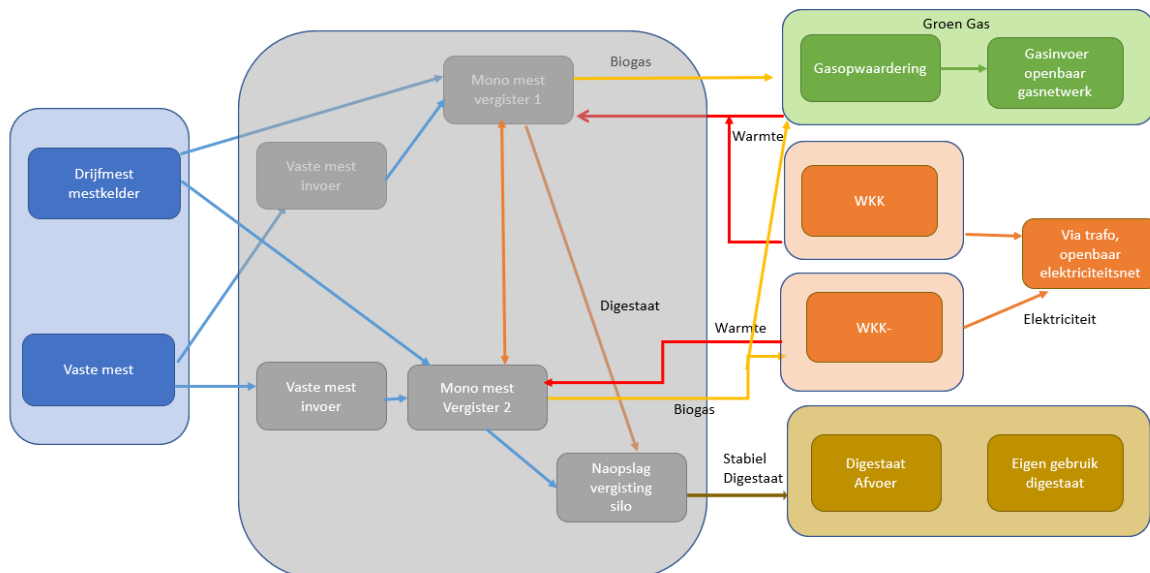 Groen Gas
Mono mest
vergister 1
Biogas
Gasopwaardering
Gasinvoer
openbaar
gasnetwerk
Warmte
Drijfmest
mestkelder
Vaste mest
invoer
WKK
Via trafo,
openbaar
elektriciteitsnet
Digestaat
Elektriciteit
Warmte
WKK-
Vaste mest
Vaste mest
invoer
Mono mest
Vergister 2
Biogas
Naopslag
vergisting
silo
Stabiel
Digestaat
Digestaat
Afvoer
Eigen gebruik
digestaat